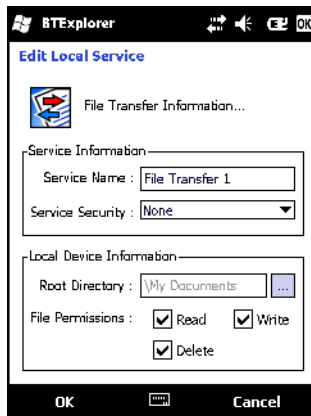 BTExplorer OK
Edit Local Service
File Transfer Information...
Service Information
Service Name : File Transfer 1
Service Security : None
Local Device Information
Root Directory : \My Documents ...
File Permissions : Read Write
Delete
OK Cancel